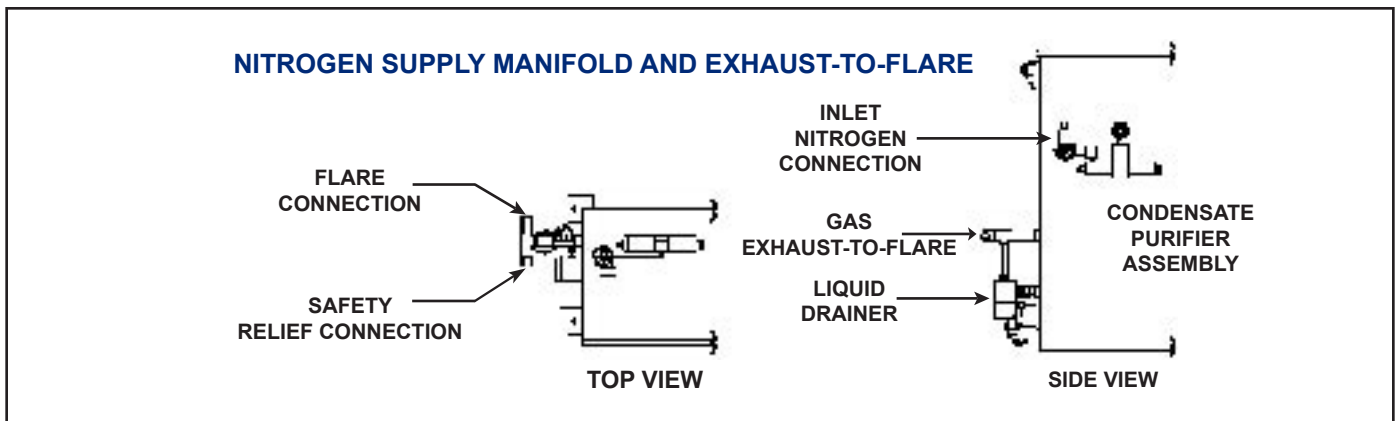 NITROGEN SUPPLY MANIFOLD AND EXHAUST-TO-FLARE
FLARE
CONNECTION
SAFETY
RELIEF CONNECTION
TOP VIEW
INLET
NITROGEN
CONNECTION
GAS
EXHAUST-TO-FLARE
LIQUID
DRAINER
CONDENSATE
PURIFIER
ASSEMBLY
SIDE VIEW